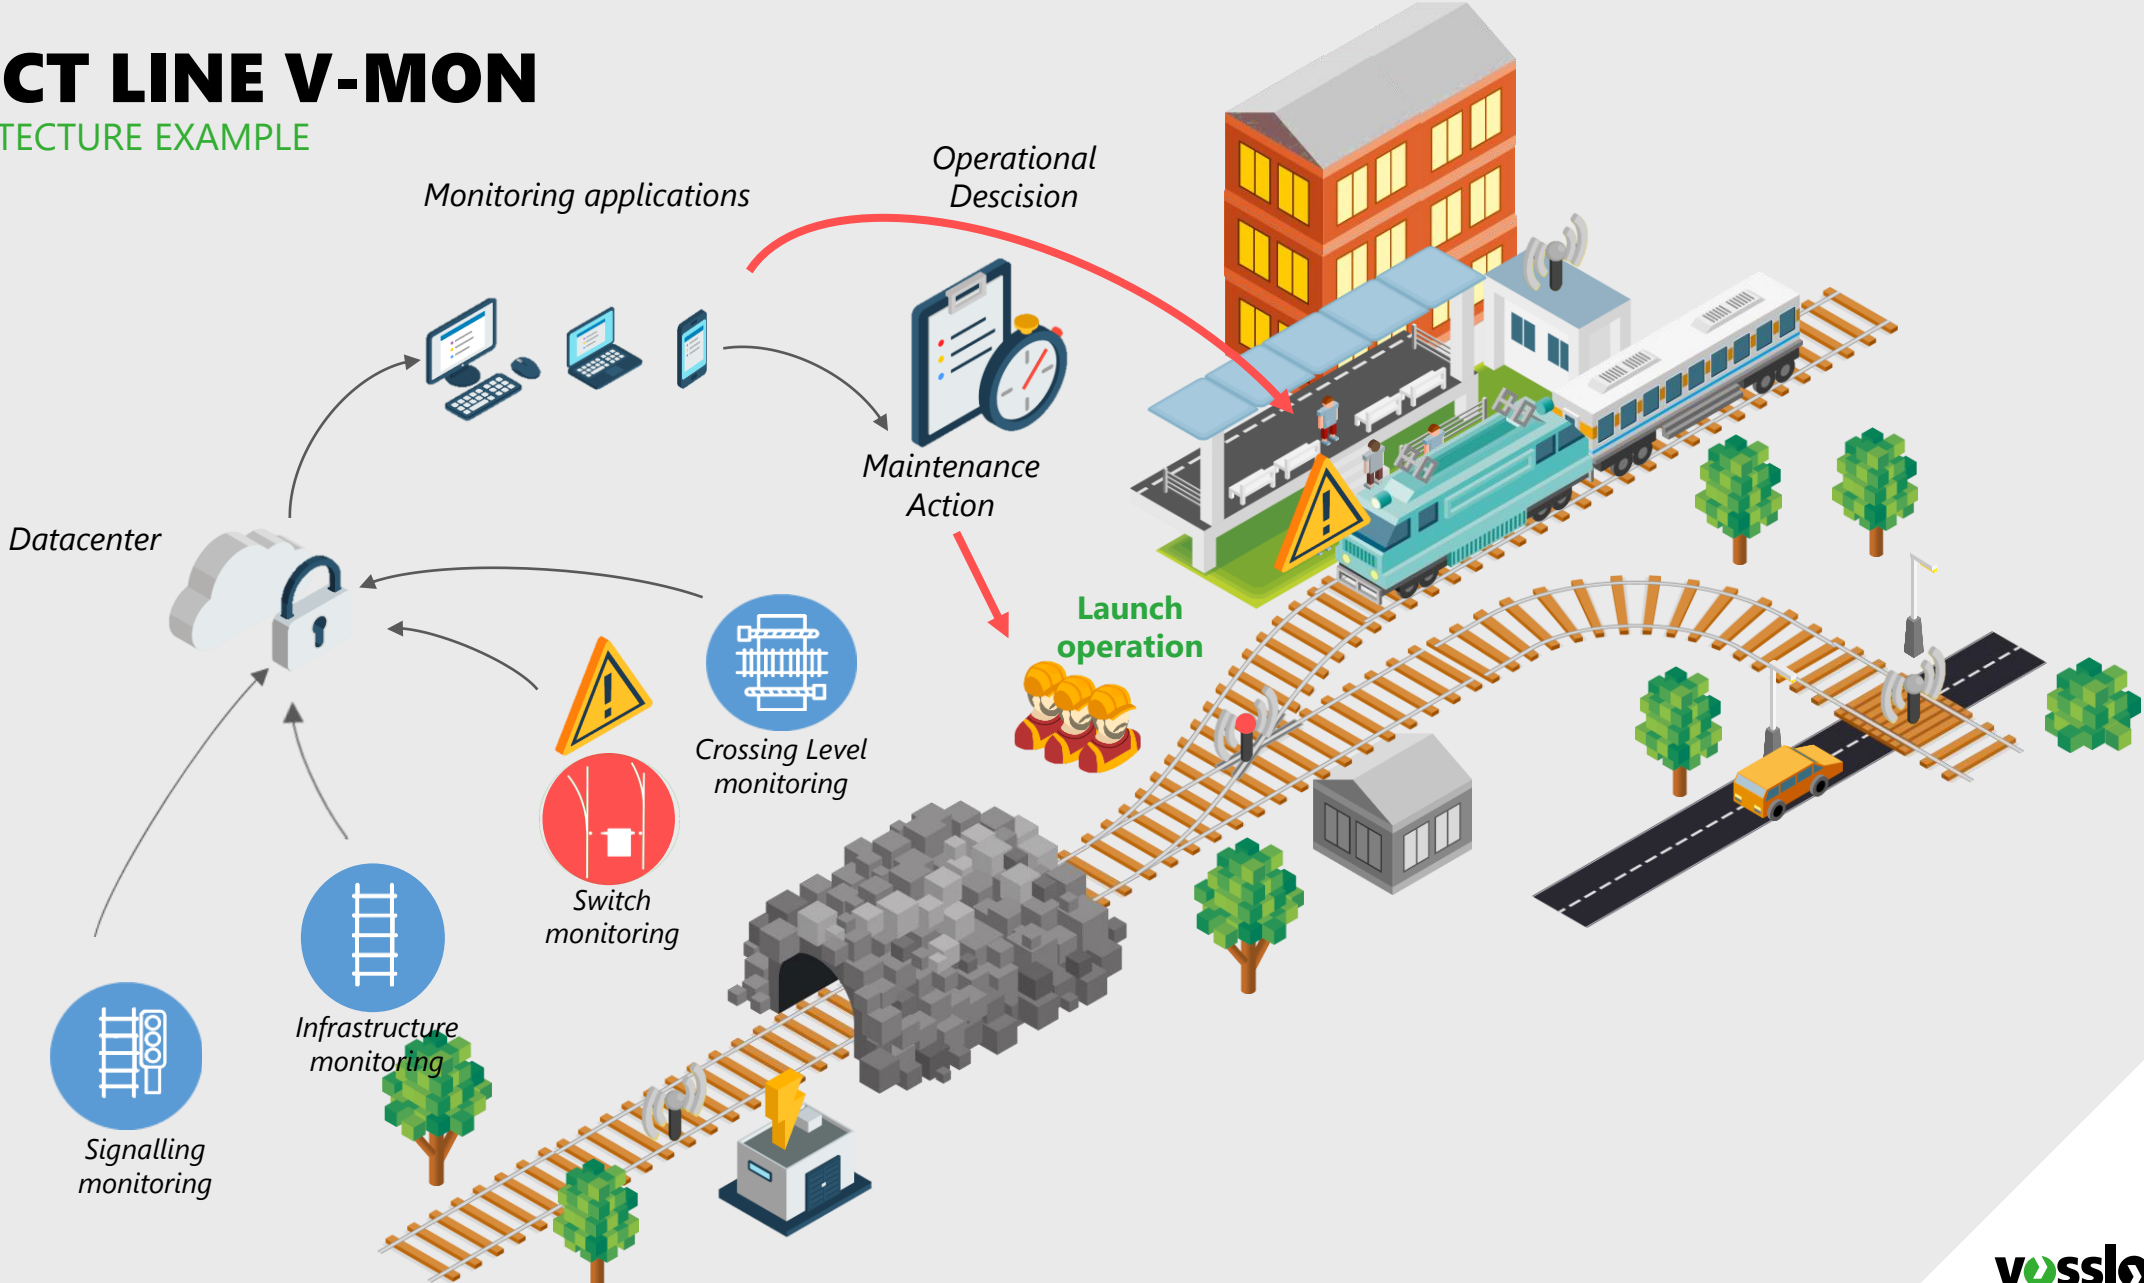 CT LINE V-MON
TECTURE EXAMPLE
Monitoring applications
Operational
Descision
Maintenance
Action
Datacenter
Launch
operation
Crossing Level
monitoring
Switch
monitoring
Infrastructure
monitoring
Signalling
monitoring
vosslo